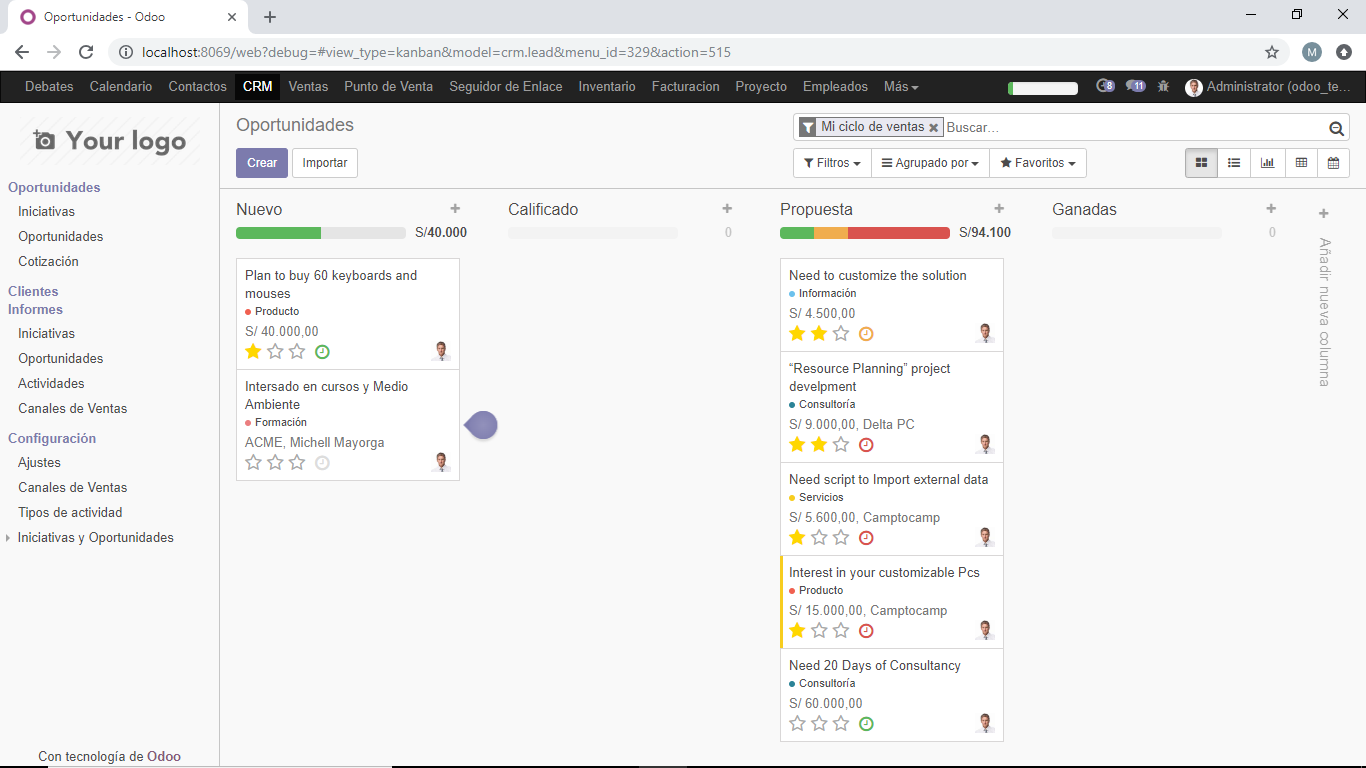 Oportunidades - Odoo
localhost:8069/web?debug=#view_type=kanban&model=crm.lead&menu_id=329&action=515
M
Debates Calendario Contactos CRM Ventas Punto de Venta Seguidor de Enlace Inventario Facturacion Proyecto Empleados Más 8 11 Administrator (odoo_te...
Your logo
Oportunidades
Iniciativas
Oportunidades
Cotización
Clientes
Informes
Iniciativas
Oportunidades
Actividades
Canales de Ventas
Configuración
Ajustes
Canales de Ventas
Tipos de actividad
Iniciativas y Oportunidades
Con tecnología de Odoo
Oportunidades
Mi ciclo de ventas Buscar...
Crear Importar
Filtros Agrupado por Favoritos
Nuevo
S/40.000
Plan to buy 60 keyboards and
mouses
Producto
S/ 40.000,00
Intersado en cursos y Medio
Ambiente
Formación
ACME, Michell Mayorga
Calificado
0
Propuesta
S/94.100
Need to customize the solution
Información
S/ 4.500,00
“Resource Planning” project
develpment
Consultoría
S/ 9.000,00, Delta PC
Need script to Import external data
Servicios
S/ 5.600,00, Camptocamp
Interest in your customizable Pcs
Producto
S/ 15.000,00, Camptocamp
Need 20 Days of Consultancy
Consultoría
S/ 60.000,00
Ganadas
0
Añadir nueva columna